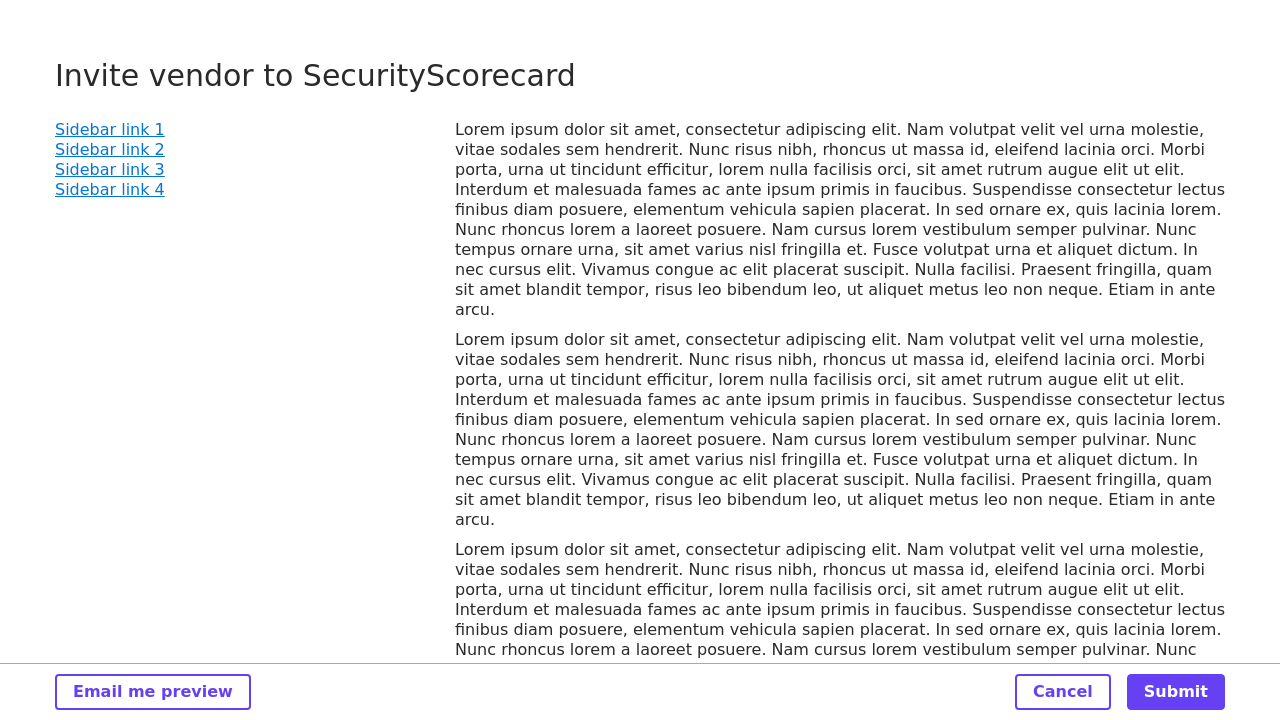 Invite vendor to SecurityScorecard
Sidebar link 1
Sidebar link 2
Sidebar link 3
Sidebar link 4
Lorem ipsum dolor sit amet, consectetur adipiscing elit. Nam volutpat velit vel urna molestie,
vitae sodales sem hendrerit. Nunc risus nibh, rhoncus ut massa id, eleifend lacinia orci. Morbi
porta, urna ut tincidunt efficitur, lorem nulla facilisis orci, sit amet rutrum augue elit ut elit.
Interdum et malesuada fames ac ante ipsum primis in faucibus. Suspendisse consectetur lectus
finibus diam posuere, elementum vehicula sapien placerat. In sed ornare ex, quis lacinia lorem.
Nunc rhoncus lorem a laoreet posuere. Nam cursus lorem vestibulum semper pulvinar. Nunc
tempus ornare urna, sit amet varius nisl fringilla et. Fusce volutpat urna et aliquet dictum. In
nec cursus elit. Vivamus congue ac elit placerat suscipit. Nulla facilisi. Praesent fringilla, quam
sit amet blandit tempor, risus leo bibendum leo, ut aliquet metus leo non neque. Etiam in ante
arcu.
Lorem ipsum dolor sit amet, consectetur adipiscing elit. Nam volutpat velit vel urna molestie,
vitae sodales sem hendrerit. Nunc risus nibh, rhoncus ut massa id, eleifend lacinia orci. Morbi
porta, urna ut tincidunt efficitur, lorem nulla facilisis orci, sit amet rutrum augue elit ut elit.
Interdum et malesuada fames ac ante ipsum primis in faucibus. Suspendisse consectetur lectus
finibus diam posuere, elementum vehicula sapien placerat. In sed ornare ex, quis lacinia lorem.
Nunc rhoncus lorem a laoreet posuere. Nam cursus lorem vestibulum semper pulvinar. Nunc
tempus ornare urna, sit amet varius nisl fringilla et. Fusce volutpat urna et aliquet dictum. In
nec cursus elit. Vivamus congue ac elit placerat suscipit. Nulla facilisi. Praesent fringilla, quam
sit amet blandit tempor, risus leo bibendum leo, ut aliquet metus leo non neque. Etiam in ante
arcu.
Lorem ipsum dolor sit amet, consectetur adipiscing elit. Nam volutpat velit vel urna molestie,
vitae sodales sem hendrerit. Nunc risus nibh, rhoncus ut massa id, eleifend lacinia orci. Morbi
porta, urna ut tincidunt efficitur, lorem nulla facilisis orci, sit amet rutrum augue elit ut elit.
Interdum et malesuada fames ac ante ipsum primis in faucibus. Suspendisse consectetur lectus
finibus diam posuere, elementum vehicula sapien placerat. In sed ornare ex, quis lacinia lorem.
Nunc rhoncus lorem a laoreet posuere. Nam cursus lorem vestibulum semper pulvinar. Nunc
Email me preview
Cancel
Submit